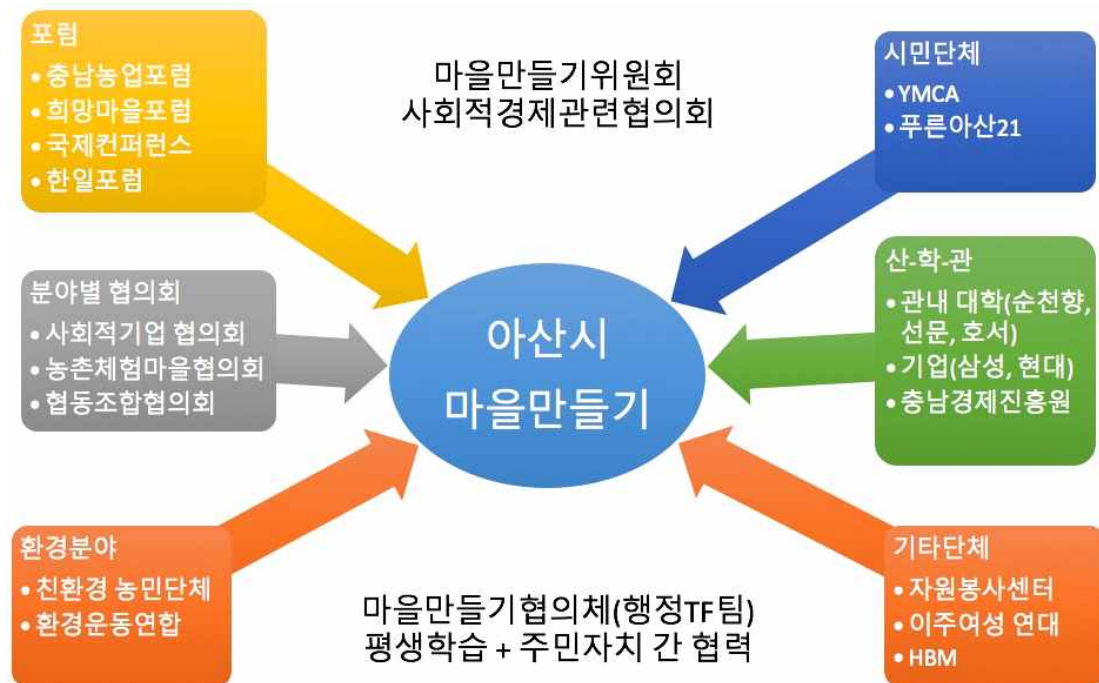 포럼
• 충남농업포럼
• 희망마을포럼
• 국제컨퍼런스
• 한일포럼
마을만들기위원회
사회적경제관련협의회
시민단체
• YMCA
• 푸른아산21
분야별 협의회
• 사회적기업 협의회
• 농촌체험마을협의회
• 협동조합협의회
아산시
마을만들기
산-학-관
• 관내 대학(순천향,
선문, 호서)
• 기업(삼성, 현대)
• 충남경제진흥원
환경분야
• 친환경 농민단체
• 환경운동연합
마을만들기협의체(행정TF팀)
평생학습 + 주민자치 간 협력
기타단체
• 자원봉사센터
• 이주여성 연대
• HBM